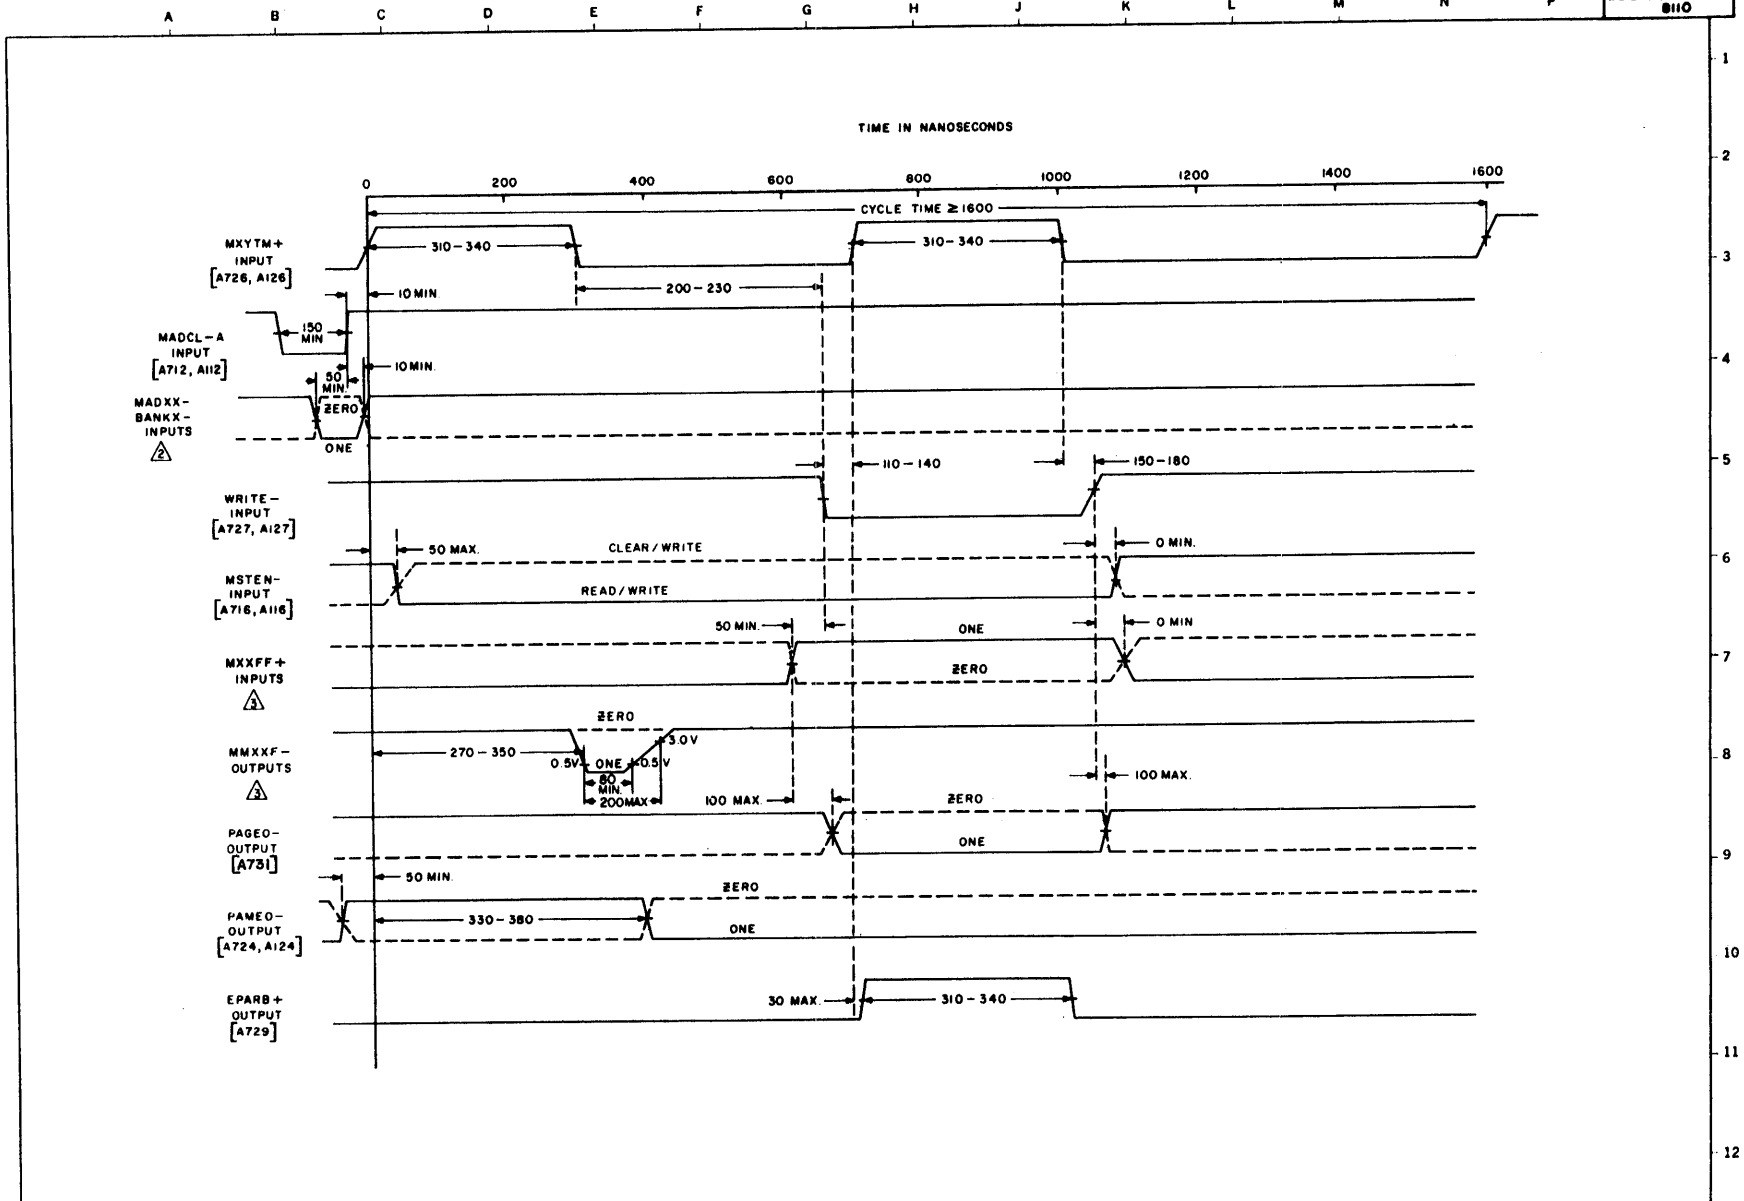 A B C D E F G H J K L M N P
8110
1
TIME IN NANOSECONDS
2
0 200 400 600 800 1000 1200 1400 1600
CYCLE TIME ≥1600
MXYTM+
INPUT
[A726, A126]
310-340
310-340
3
10 MIN.
200-230
MADCL-A
INPUT
[A712, A112]
150
MIN
4
10 MIN.
50
MIN.
MADXX-
BANKX-
INPUTS
2
ZERO
ONE
5
110-140
150-180
WRITE-
INPUT
[A727, A127]
50 MAX.
CLEAR/WRITE
0 MIN.
6
MSTEN-
INPUT
[A716, A116]
READ/WRITE
50 MIN.
ONE
0 MIN
7
MXXFF+
INPUTS
3
ZERO
ZERO
MMXXF-
OUTPUTS
3
270-350
3.0V
0.5V
ONE
0.5V
80
MIN.
200MAX
8
100 MAX.
100 MAX.
ZERO
PAGEO-
OUTPUT
[A731]
ONE
9
50 MIN.
ZERO
PAMEO-
OUTPUT
[A724, A124]
330-380
ONE
10
EPARB+
OUTPUT
[A729]
30 MAX.
310-340
11
12